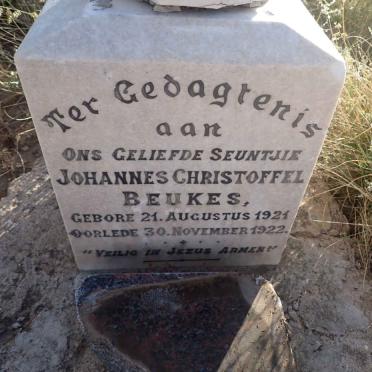 Ter Gedagtenis
aan
Ons Geliefde Seuntjie
Johannes Christoffel
Beukes,
Gebore 21. Augustus 1921
Oorlede 30. November 1922.
"Veilig in Jezus Armen"